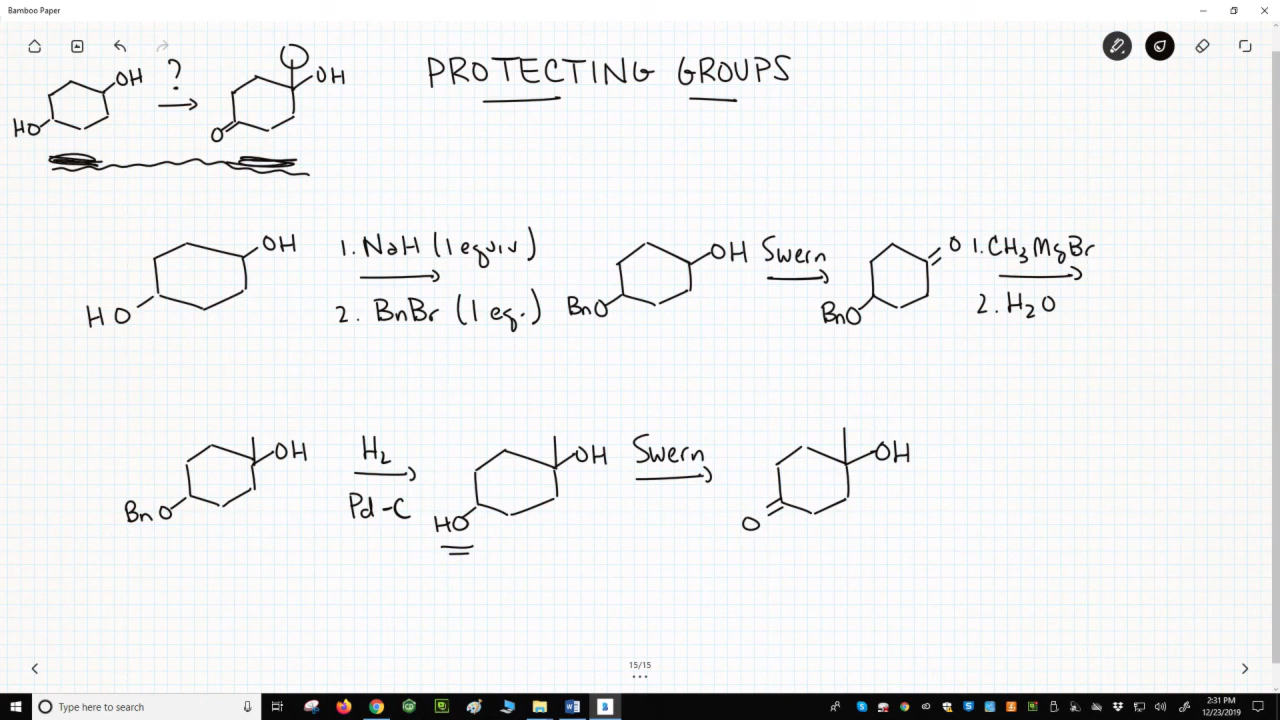 Bamboo Paper
PROTECTING GROUPS
OH ? OH
HO O
OH 1. NaH (1 equiv) OH Swern O 1. CH3MgBr
HO 2. BnBr (1 eq.) BnO BnO 2. H2O
OH H2 OH Swern OH
BnO Pd-C HO O
15/15
Type here to search
2:31 PM
12/23/2019